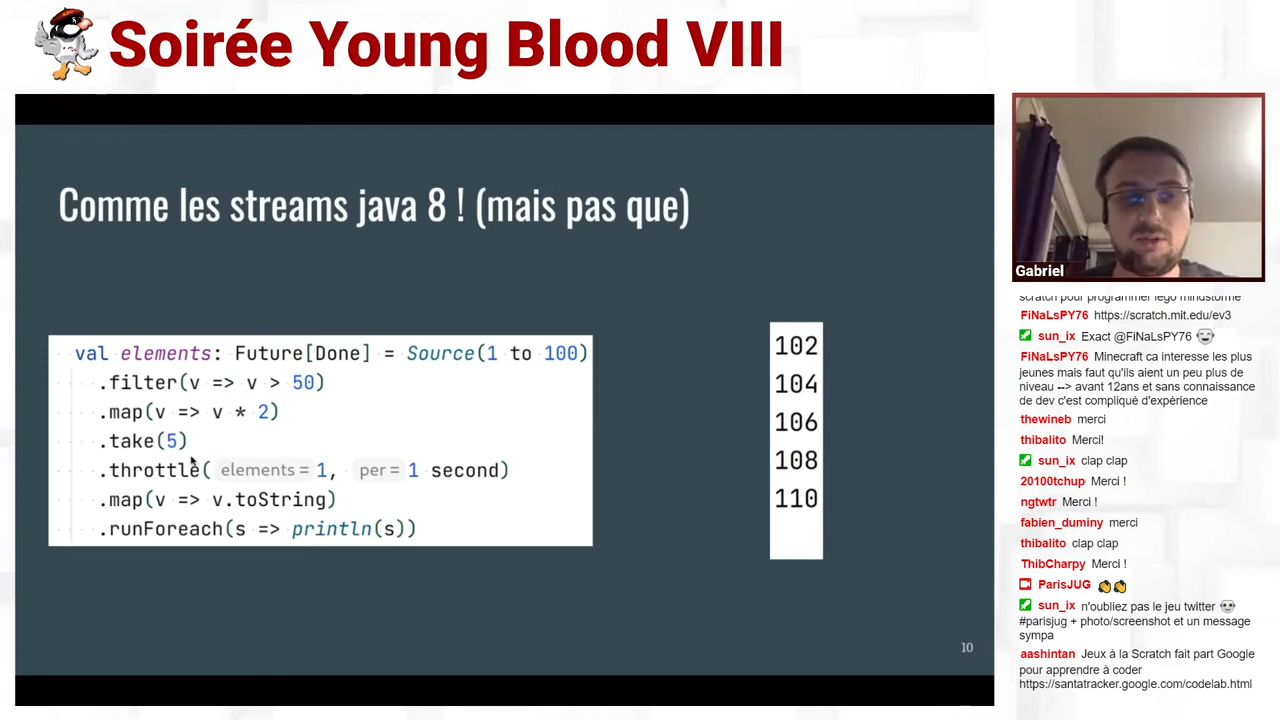 Soirée Young Blood VIII
Comme les streams java 8 ! (mais pas que)
val elements: Future[Done] = Source(1 to 100)
.filter(v => v > 50)
.map(v => v * 2)
.take(5)
.throttle( elements = 1, per = 1 second)
.map(v => v.toString)
.runForeach(s => println(s))
102
104
106
108
110
10
Gabriel
scratch pour programmer lego mindstorme
FiNaLsPY76 https://scratch.mit.edu/ev3
sun_ix Exact @FINaLsPY76
FiNaLsPY76 Minecraft ca interesse les plus
jeunes mais faut qu'ils aient un peu plus de
niveau --> avant 12ans et sans connaissance
de dev c'est compliqué d'expérience
thewineb merci
thibalito Merci!
sun_ix clap clap
20100tchup Merci !
ngtwtr Merci !
fabien_duminy merci
thibalito clap clap
ThibCharpy Merci !
ParisJUG
sun_ix n'oubliez pas le jeu twitter
#parisjug + photo/screenshot et un message
sympa
aashintan Jeux à la Scratch fait part Google
pour apprendre à coder
https://santatracker.google.com/codelab.html